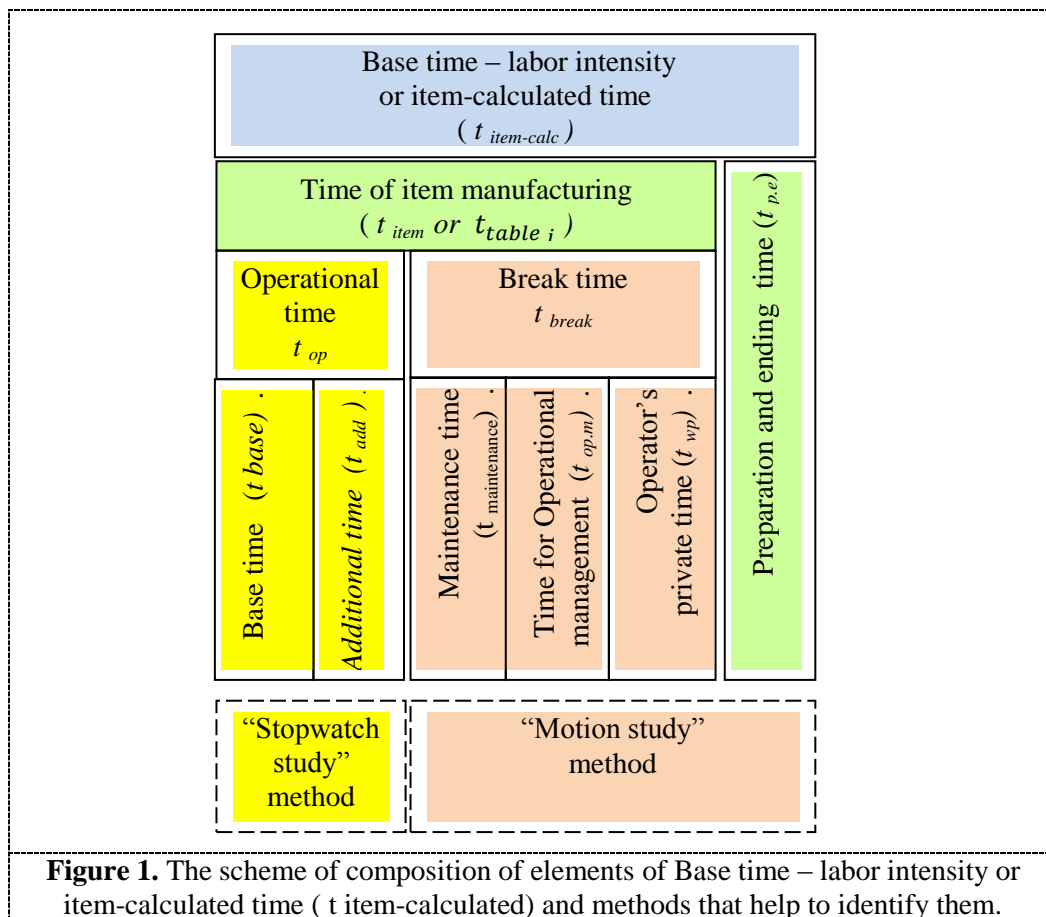 Base time – labor intensity
or item-calculated time
( t item-calc)
Time of item manufacturing
( t item or t table i )
Operational
time
t op
Break time
t break
Base time (t base) .
Additional time (t add) .
Maintenance time
(t maintenance) .
Time for Operational
management (t op.m) .
Operator's
private time (t wp) .
Preparation and ending time (t p.e)
“Stopwatch
study”
method
“Motion study”
method
Figure 1. The scheme of composition of elements of Base time – labor intensity or
item-calculated time ( t item-calculated) and methods that help to identify them.